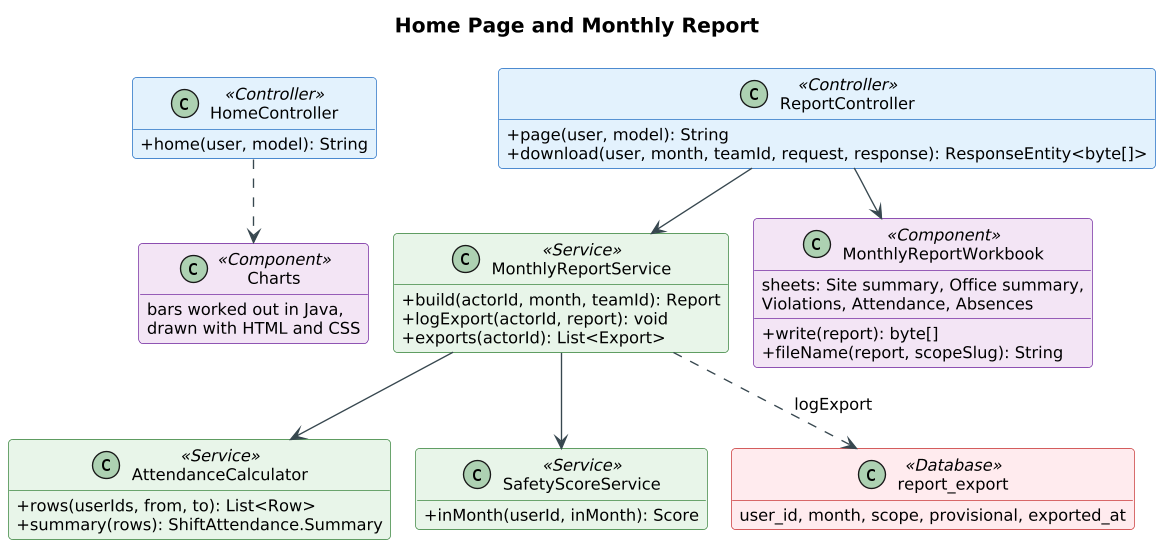 Home Page and Monthly Report
C
«Controller»
HomeController
+home(user, model): String
C
«Controller»
ReportController
+page(user, model): String
+download(user, month, teamId, request, response): ResponseEntity<byte[]>
C
«Component»
Charts
bars worked out in Java,
drawn with HTML and CSS
C
«Service»
MonthlyReportService
+build(actorId, month, teamId): Report
+logExport(actorId, report): void
+exports(actorId): List<Export>
C
«Component»
MonthlyReportWorkbook
sheets: Site summary, Office summary,
Violations, Attendance, Absences
+write(report): byte[]
+fileName(report, scopeSlug): String
logExport
C
«Service»
AttendanceCalculator
+rows(userIds, from, to): List<Row>
+summary(rows): ShiftAttendance.Summary
C
«Service»
SafetyScoreService
+inMonth(userId, inMonth): Score
C
«Database»
report_export
user_id, month, scope, provisional, exported_at